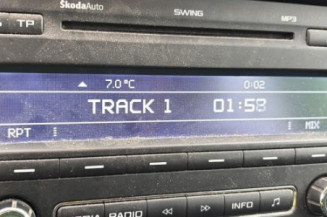 ŠkodaAuto
SWING MP3
TP
7.0°C 0:02
TRACK 1 01:58
RPT MIX
RADIO INFO